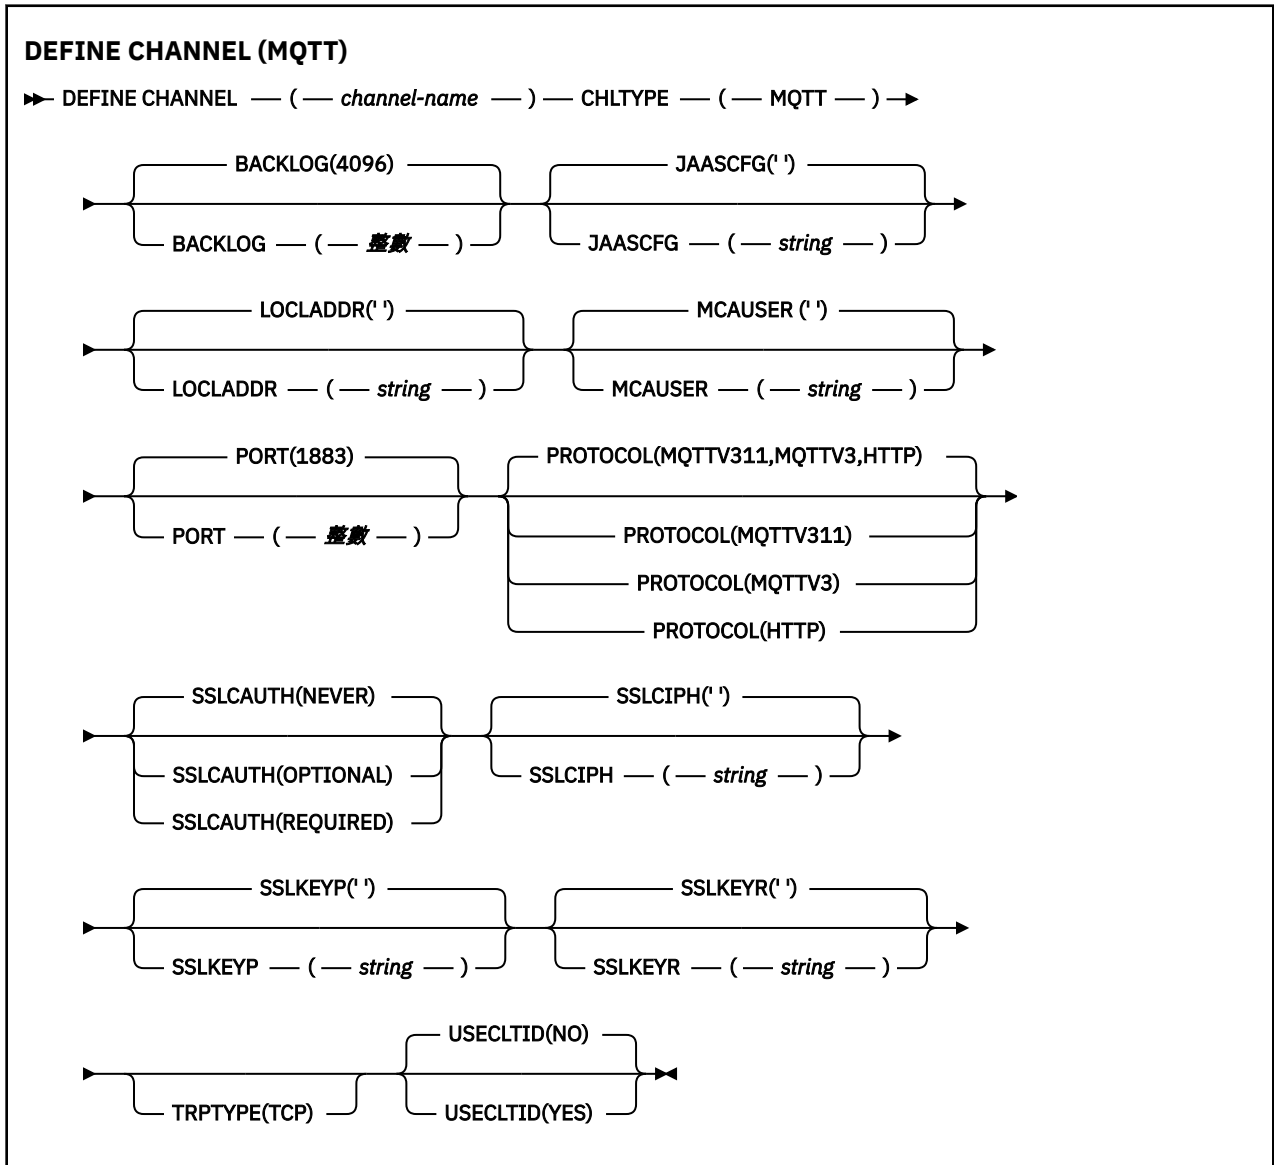 DEFINE CHANNEL (MQTT)
DEFINE CHANNEL ( channel-name ) CHLTYPE ( MQTT )
BACKLOG(4096) JAASCFG(' ')
BACKLOG ( 整數 ) JAASCFG ( string )
LOCLADDR(' ') MCAUSER (' ')
LOCLADDR ( string ) MCAUSER ( string )
PORT(1883) PROTOCOL(MQTTV311,MQTTV3,HTTP)
PORT ( 整數 ) PROTOCOL(MQTTV311)
PROTOCOL(MQTTV3)
PROTOCOL(HTTP)
SSLCAUTH(NEVER) SSLCIPH(' ')
SSLCAUTH(OPTIONAL) SSLCIPH ( string )
SSLCAUTH(REQUIRED)
SSLKEYP(' ') SSLKEYR(' ')
SSLKEYP ( string ) SSLKEYR ( string )
USECLTID(NO)
TRPTYPE(TCP) USECLTID(YES)